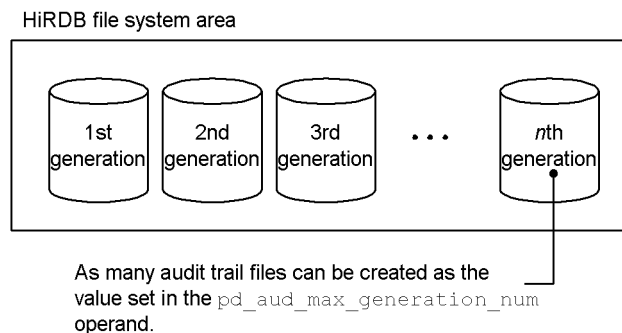 HiRDB file system area
1st generation
2nd generation
3rd generation
...
nth generation
As many audit trail files can be created as the
value set in the pd_aud_max_generation_num
operand.